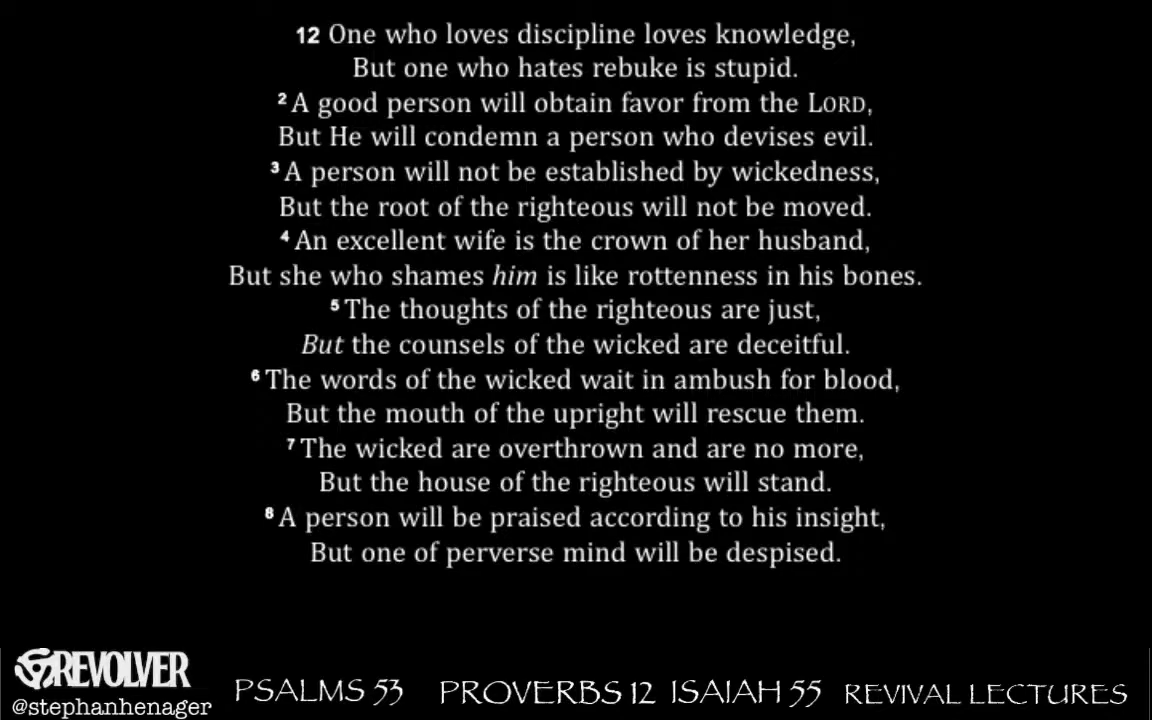 12 One who loves discipline loves knowledge,
But one who hates rebuke is stupid.
2 A good person will obtain favor from the LORD,
But He will condemn a person who devises evil.
3 A person will not be established by wickedness,
But the root of the righteous will not be moved.
4 An excellent wife is the crown of her husband,
But she who shames him is like rottenness in his bones.
5 The thoughts of the righteous are just,
But the counsels of the wicked are deceitful.
6 The words of the wicked wait in ambush for blood,
But the mouth of the upright will rescue them.
7 The wicked are overthrown and are no more,
But the house of the righteous will stand.
8 A person will be praised according to his insight,
But one of perverse mind will be despised.
REVOLVER
@stephanhenager
PSALMS 53 PROVERBS 12 ISAIAH 55 REVIVAL LECTURES